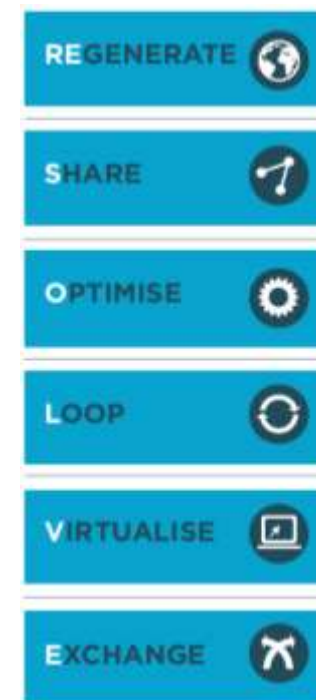 REGENERATE
SHARE
OPTIMISE
LOOP
VIRTUALISE
EXCHANGE